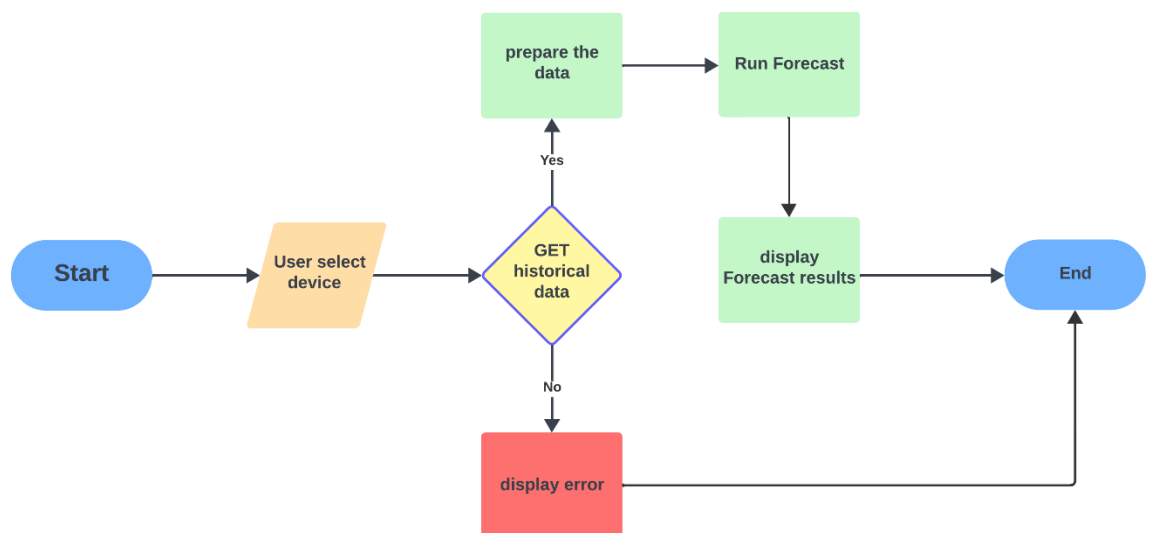 prepare the
data
Run Forecast
Yes
Start
User select
device
GET
historical
data
display
Forecast results
End
No
display error